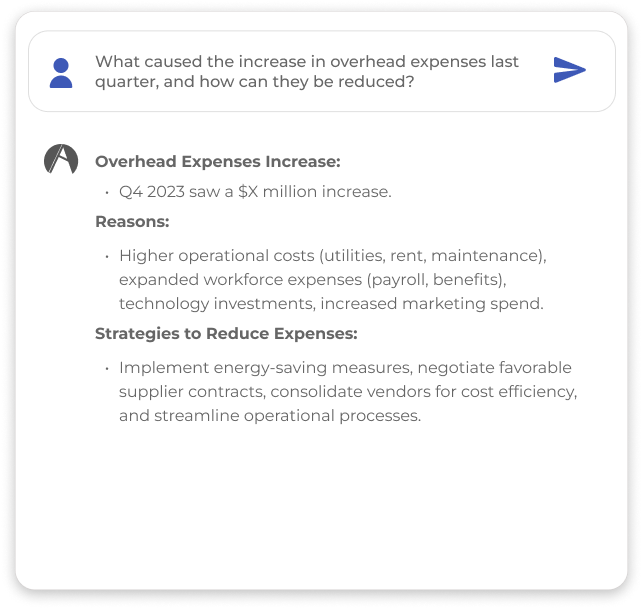 What caused the increase in overhead expenses last
quarter, and how can they be reduced?
Overhead Expenses Increase:
• Q4 2023 saw a $X million increase.
Reasons:
• Higher operational costs (utilities, rent, maintenance),
expanded workforce expenses (payroll, benefits),
technology investments, increased marketing spend.
Strategies to Reduce Expenses:
• Implement energy-saving measures, negotiate favorable
supplier contracts, consolidate vendors for cost efficiency,
and streamline operational processes.